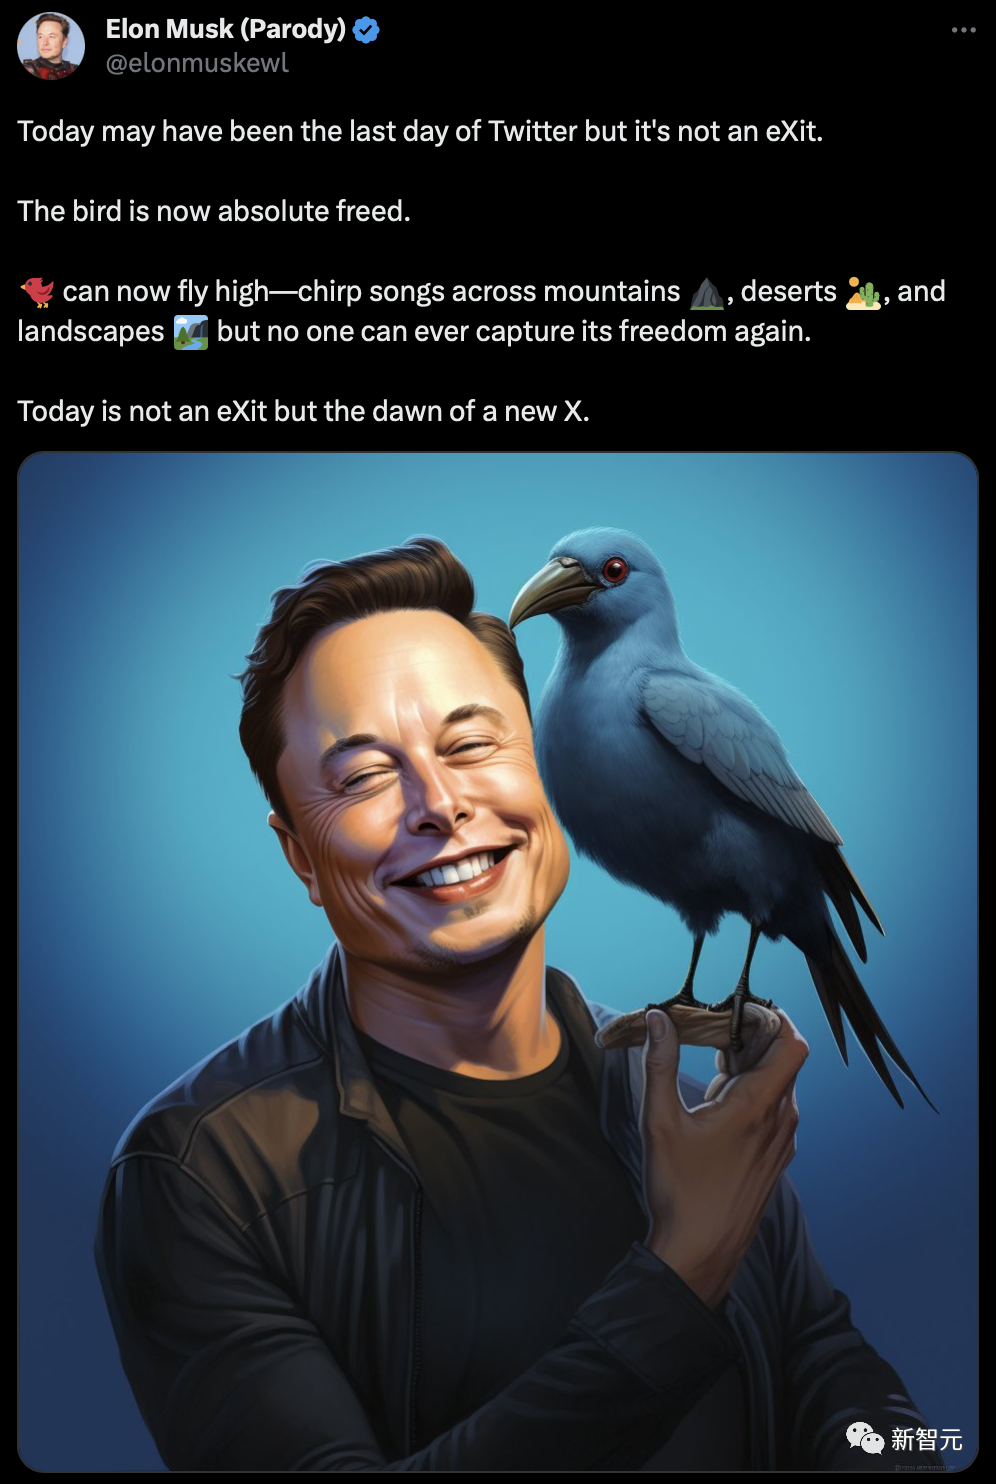 Elon Musk (Parody)
@elonmuskewl
Today may have been the last day of Twitter but it's not an eXit.
The bird is now absolute freed.
🐦 can now fly high—chirp songs across mountains ⛰, deserts 🏜, and
landscapes 🏞 but no one can ever capture its freedom again.
Today is not an eXit but the dawn of a new X.
新智元